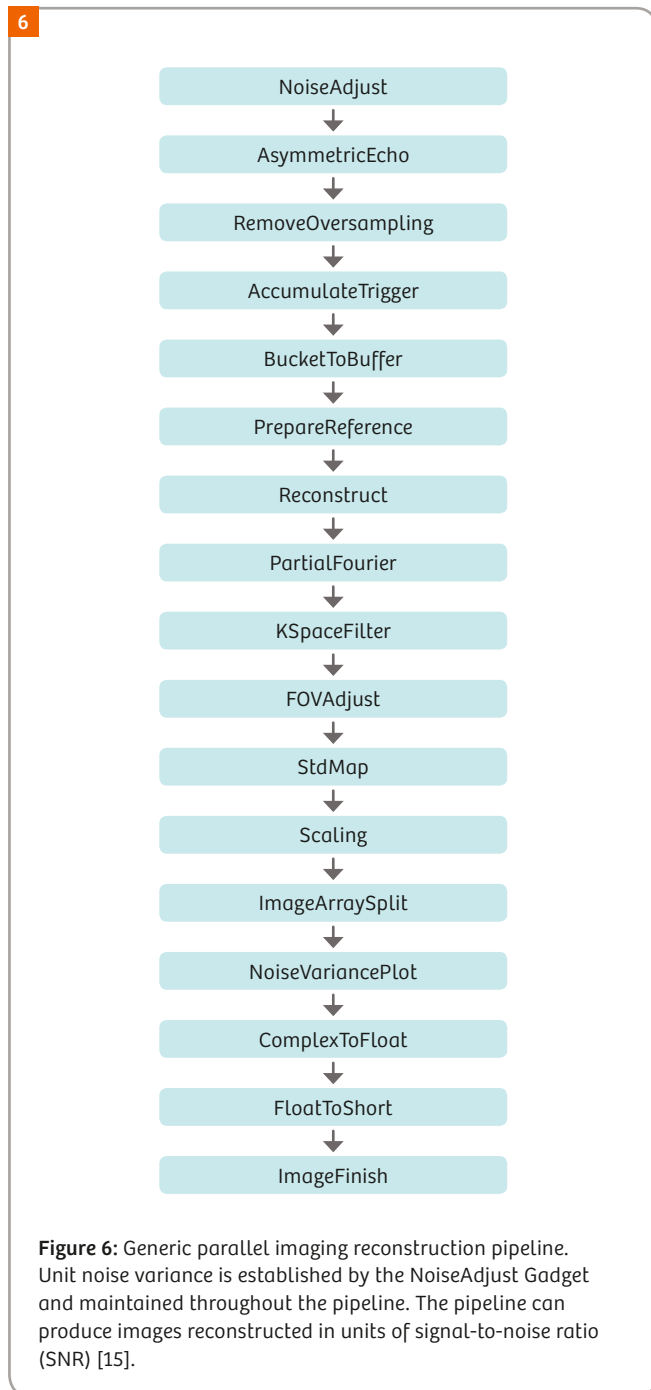 6
NoiseAdjust
AsymmetricEcho
RemoveOversampling
AccumulateTrigger
BucketToBuffer
PrepareReference
Reconstruct
PartialFourier
KSpaceFilter
FOVAdjust
StdMap
Scaling
ImageArraySplit
NoiseVariancePlot
ComplexToFloat
FloatToShort
ImageFinish
Figure 6: Generic parallel imaging reconstruction pipeline.
Unit noise variance is established by the NoiseAdjust Gadget
and maintained throughout the pipeline. The pipeline can
produce images reconstructed in units of signal-to-noise ratio
(SNR) [15].